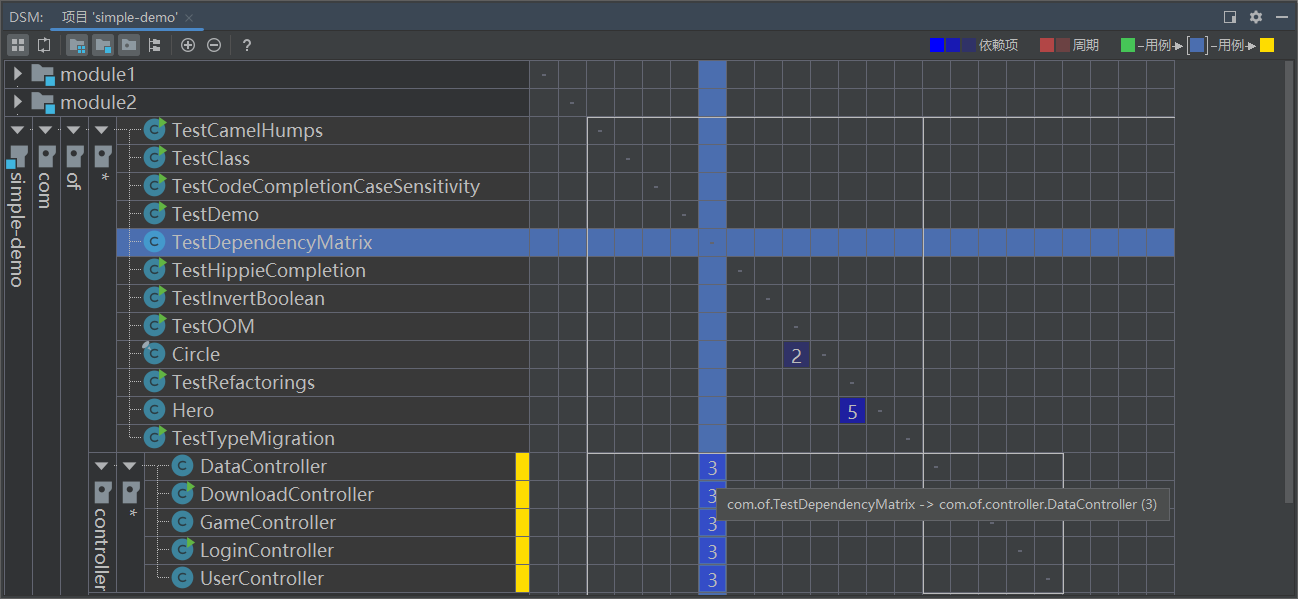 DSM: 项目 'simple-demo'
? 依赖项 周期 –用例 –用例
module1 -
module2 -
TestCamelHumps -
TestClass -
TestCodeCompletionCaseSensitivity -
TestDemo -
TestDependencyMatrix -
TestHippieCompletion -
TestInvertBoolean -
TestOOM -
Circle 2 -
TestRefactorings -
Hero 5 -
TestTypeMigration -
simple-demo
com
of
*
DataController 3 -
DownloadController 3
com.of.TestDependencyMatrix -> com.of.controller.DataController (3)
GameController 3 -
LoginController 3 -
UserController 3 -
controller
*